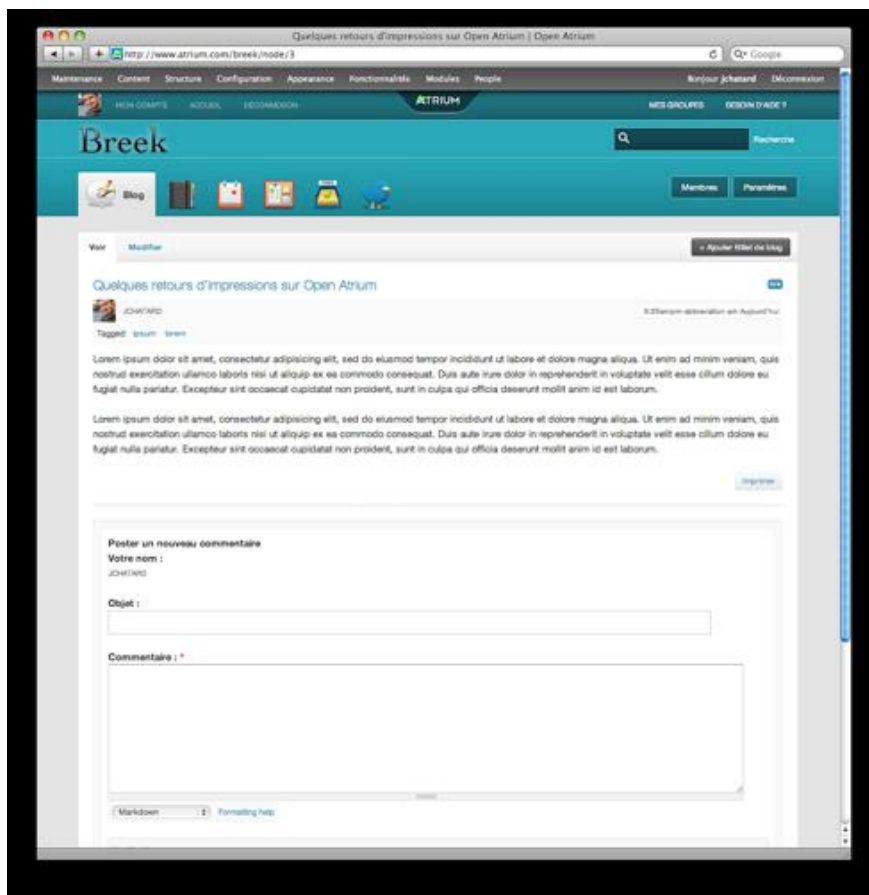 Quelques retours d'impressions sur Open Atrium | Open Atrium
http://www.atrium.com/breek/node/3
Google
Maintenance Content Structure Configuration Appearance Fonctionnalités Modules People Bonjour jchatard Déconnexion
MON COMPTE ACCUEIL DÉCONNEXION ATRIUM MES GROUPES BESOIN D'AIDE ?
Breek
Recherche
Blog
Membres Paramètres
Voir Modifier + Ajouter Billet de blog
Quelques retours d'impressions sur Open Atrium
JCHATARD
Tagged: ipsum lorem
Lorem ipsum dolor sit amet, consectetur adipisicing elit, sed do eiusmod tempor incididunt ut labore et dolore magna aliqua. Ut enim ad minim veniam, quis
nostrud exercitation ullamco laboris nisi ut aliquip ex ea commodo consequat. Duis aute irure dolor in reprehenderit in voluptate velit esse cillum dolore eu
fugiat nulla pariatur. Excepteur sint occaecat cupidatat non proident, sunt in culpa qui officia deserunt mollit anim id est laborum.
Lorem ipsum dolor sit amet, consectetur adipisicing elit, sed do eiusmod tempor incididunt ut labore et dolore magna aliqua. Ut enim ad minim veniam, quis
nostrud exercitation ullamco laboris nisi ut aliquip ex ea commodo consequat. Duis aute irure dolor in reprehenderit in voluptate velit esse cillum dolore eu
fugiat nulla pariatur. Excepteur sint occaecat cupidatat non proident, sunt in culpa qui officia deserunt mollit anim id est laborum.
Imprimer
Poster un nouveau commentaire
Votre nom :
JCHATARD
Objet :
Commentaire : *
Markdown Formatting help